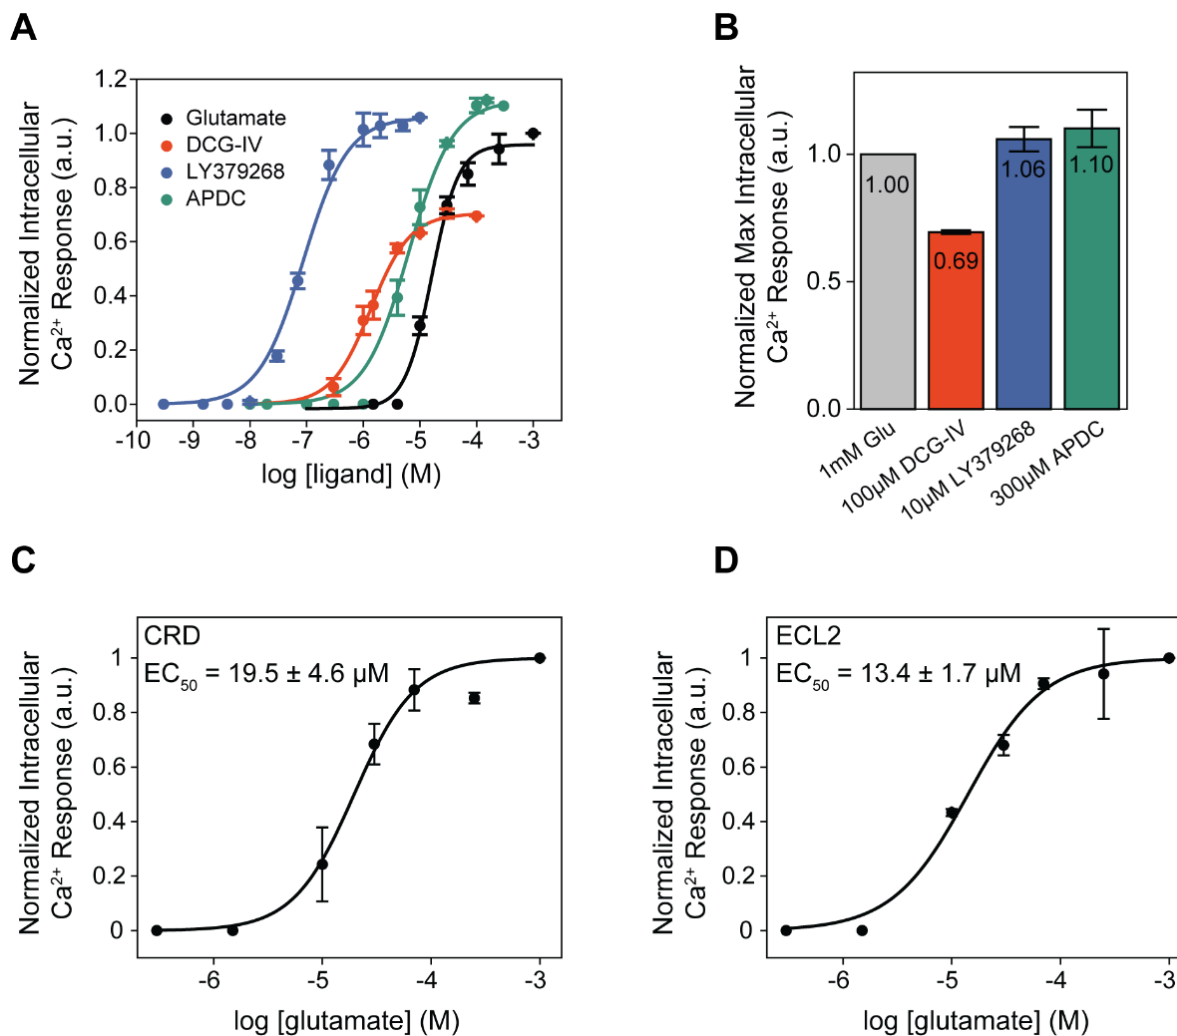 A
Normalized Intracellular
Ca²⁺ Response (a.u.)
1.2
1.0
0.8
0.6
0.4
0.2
0.0
Glutamate
DCG-IV
LY379268
APDC
-10 -9 -8 -7 -6 -5 -4 -3
log [ligand] (M)
B
Normalized Max Intracellular
Ca²⁺ Response (a.u.)
1.0
0.5
0.0
1.00
0.69
1.06
1.10
1mM Glu
100µM DCG-IV
10µM LY379268
300µM APDC
C
Normalized Intracellular
Ca²⁺ Response (a.u.)
1
0.8
0.6
0.4
0.2
0
CRD
EC₅₀ = 19.5 ± 4.6 µM
-6 -5 -4 -3
log [glutamate] (M)
D
Normalized Intracellular
Ca²⁺ Response (a.u.)
1
0.8
0.6
0.4
0.2
0
ECL2
EC₅₀ = 13.4 ± 1.7 µM
-6 -5 -4 -3
log [glutamate] (M)